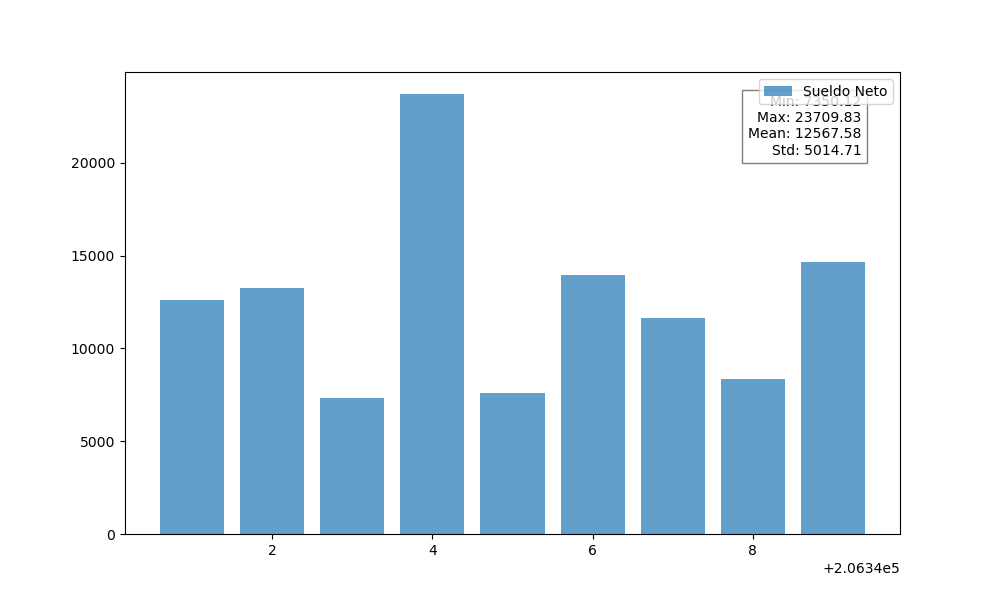 Sueldo Neto
Min: 7350.12
Max: 23709.83
Mean: 12567.58
Std: 5014.71
20000
15000
10000
5000
0
2 4 6 8
+2.0634e5